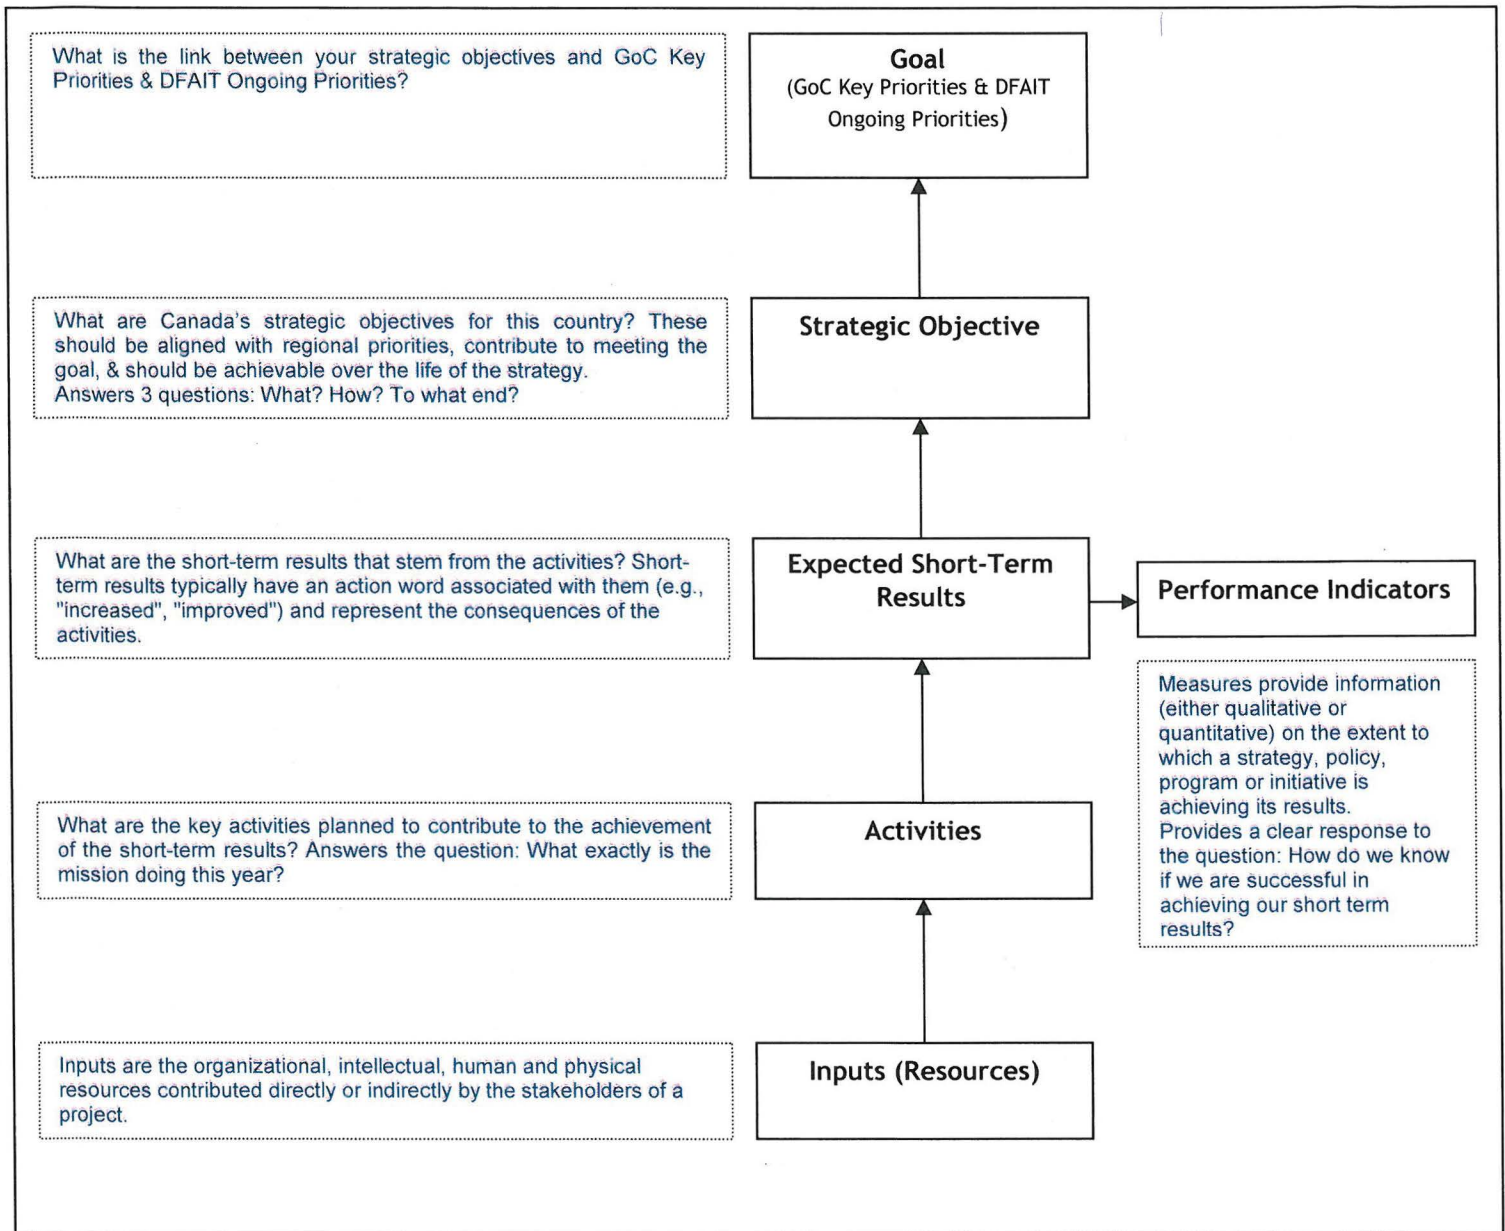 What is the link between your strategic objectives and GoC Key
Priorities & DFAIT Ongoing Priorities?
Goal
(GoC Key Priorities & DFAIT
Ongoing Priorities)
What are Canada's strategic objectives for this country? These
should be aligned with regional priorities, contribute to meeting the
goal, & should be achievable over the life of the strategy.
Answers 3 questions: What? How? To what end?
Strategic Objective
What are the short-term results that stem from the activities? Short-
term results typically have an action word associated with them (e.g.,
"increased", "improved") and represent the consequences of the
activities.
Expected Short-Term
Results
Performance Indicators
Measures provide information
(either qualitative or
quantitative) on the extent to
which a strategy, policy,
program or initiative is
achieving its results.
Provides a clear response to
the question: How do we know
if we are successful in
achieving our short term
results?
What are the key activities planned to contribute to the achievement
of the short-term results? Answers the question: What exactly is the
mission doing this year?
Activities
Inputs are the organizational, intellectual, human and physical
resources contributed directly or indirectly by the stakeholders of a
project.
Inputs (Resources)